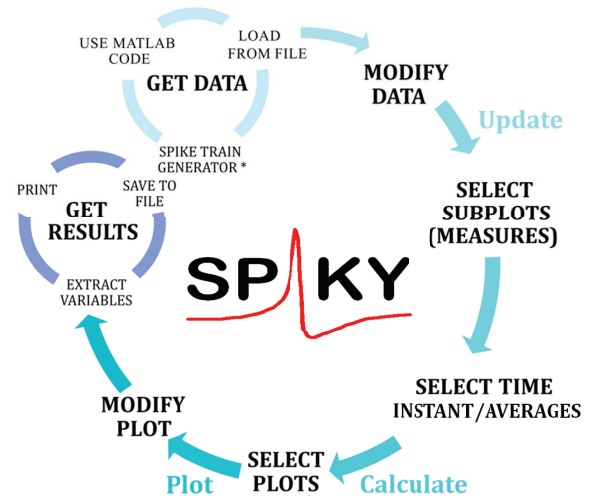 USE MATLAB
CODE
LOAD
FROM FILE
GET DATA
SPIKE TRAIN
GENERATOR *
MODIFY
DATA
Update
SELECT
SUBPLOTS
(MEASURES)
SELECT TIME
INSTANT/AVERAGES
Calculate
SELECT
PLOTS
Plot
MODIFY
PLOT
EXTRACT
VARIABLES
GET
RESULTS
PRINT
SAVE TO
FILE
SPIKY